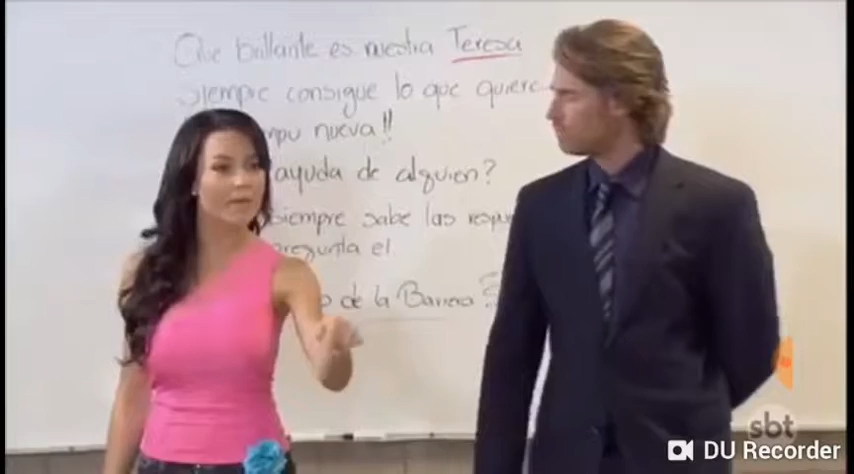 Que brillante es nuestra Teresa
siempre consigue lo que quiere
nueva!!
ayuda de alguien?
siempre sabe las
pregunta el
de la Barrera
sbt
DU Recorder